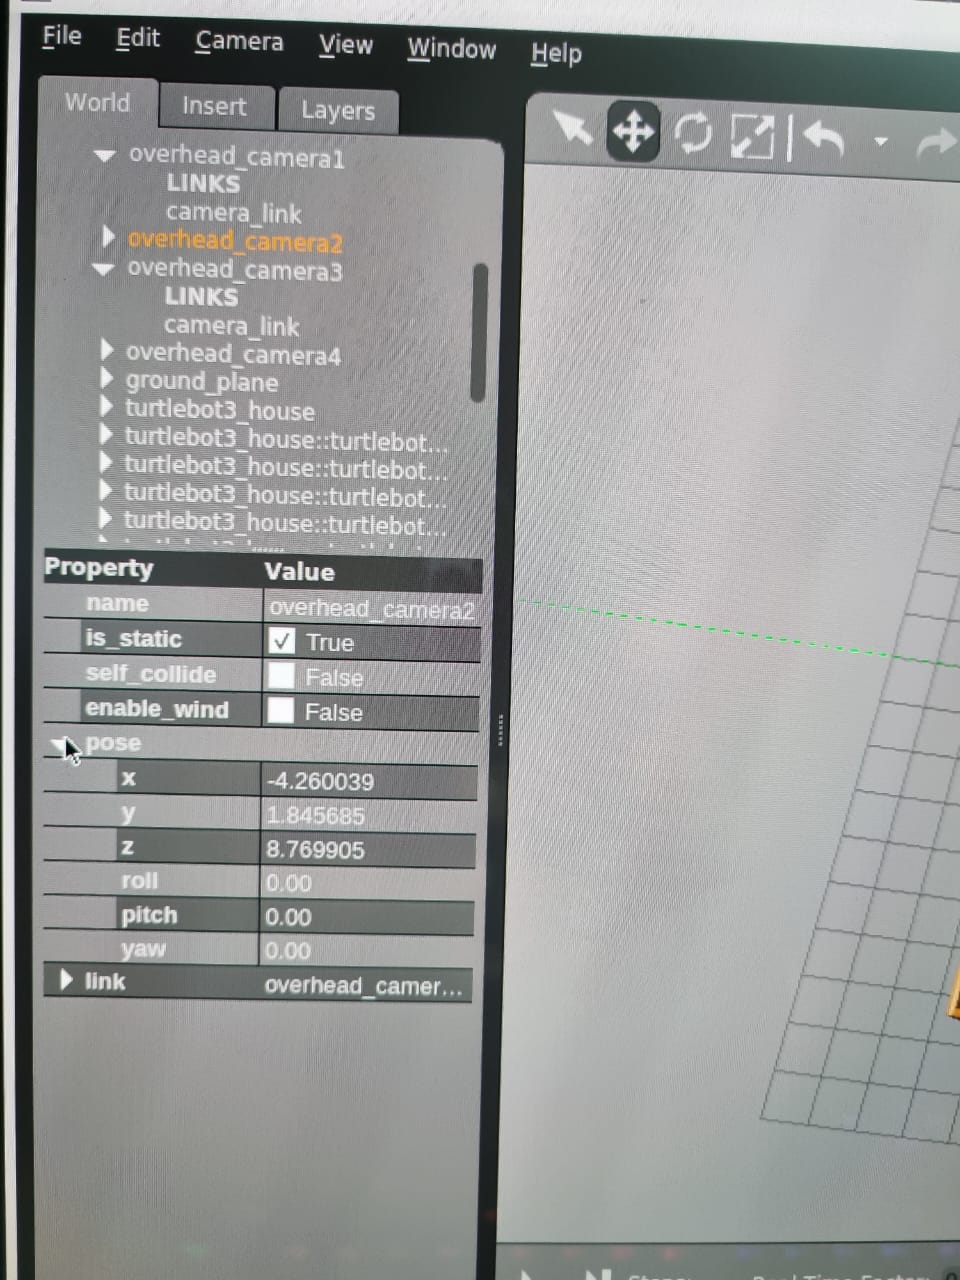 File Edit Camera View Window Help
World Insert Layers
overhead_camera1
LINKS
camera_link
overhead_camera2
overhead_camera3
LINKS
camera_link
overhead_camera4
ground_plane
turtlebot3_house
turtlebot3_house::turtlebot...
turtlebot3_house::turtlebot...
turtlebot3_house::turtlebot...
turtlebot3_house::turtlebot...
Property Value
name overhead_camera2
is_static True
self_collide False
enable_wind False
pose
x -4.260039
y 1.845685
z 8.769905
roll 0.00
pitch 0.00
yaw 0.00
link overhead_camer...